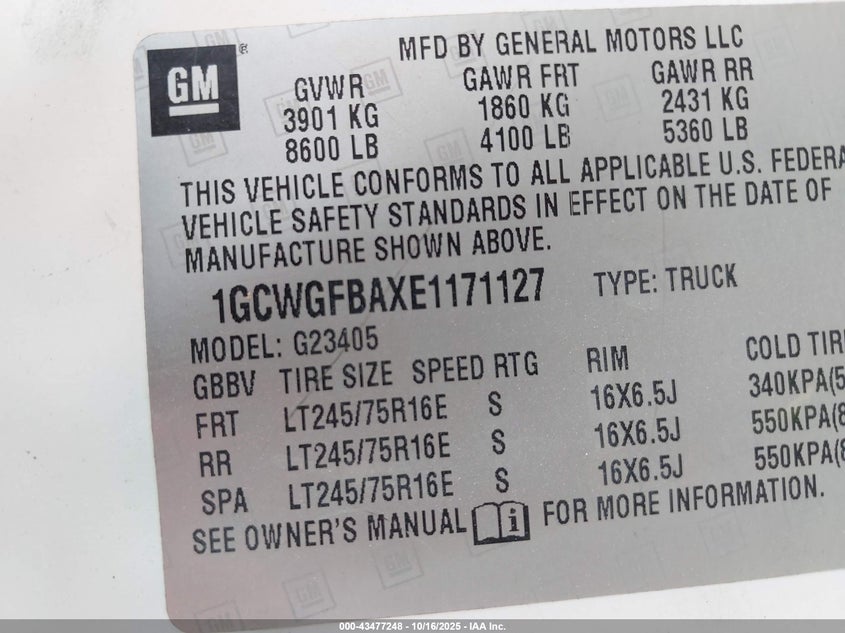 GM
MFD BY GENERAL MOTORS LLC
GVWR GAWR FRT GAWR RR
3901 KG 1860 KG 2431 KG
8600 LB 4100 LB 5360 LB
THIS VEHICLE CONFORMS TO ALL APPLICABLE U.S. FEDERA
VEHICLE SAFETY STANDARDS IN EFFECT ON THE DATE OF
MANUFACTURE SHOWN ABOVE.
1GCWGFBAXE1171127 TYPE: TRUCK
MODEL: G23405
GBBV TIRE SIZE SPEED RTG RIM COLD TIR
FRT LT245/75R16E S 16X6.5J 340KPA(5
RR LT245/75R16E S 16X6.5J 550KPA(8
SPA LT245/75R16E S 16X6.5J 550KPA(8
SEE OWNER'S MANUAL i FOR MORE INFORMATION.
000-43477248 - 10/16/2025 - IAA Inc.